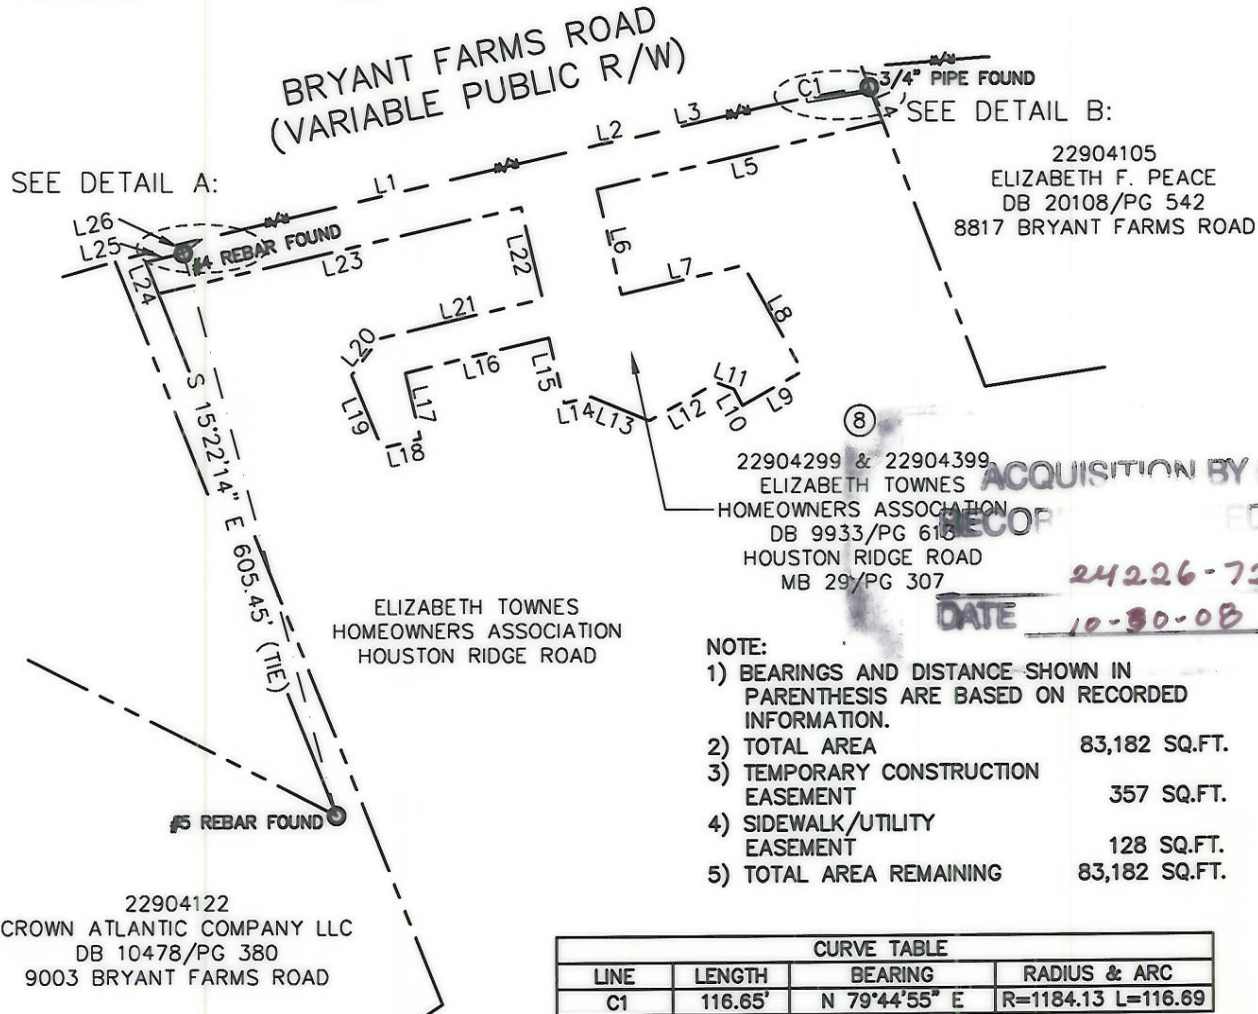 BRYANT FARMS ROAD
(VARIABLE PUBLIC R/W)
C1
3/4" PIPE FOUND
4'
SEE DETAIL B:
22904105
ELIZABETH F. PEACE
DB 20108/PG 542
8817 BRYANT FARMS ROAD
SEE DETAIL A:
L26
L25
#4 REBAR FOUND
L1
L2
L3
L5
L6
L7
L8
L9
L10
L11
L12
L13
L14
L15
L16
L17
L18
L19
L20
L21
L22
L23
L24
S 15°22'14" E 605.45' (TIE)
8
22904299 & 22904399
ELIZABETH TOWNES
HOMEOWNERS ASSOCIATION
DB 9933/PG 613
HOUSTON RIDGE ROAD
MB 29/PG 307
ACQUISITION BY
DATE 10-30-08
ELIZABETH TOWNES
HOMEOWNERS ASSOCIATION
HOUSTON RIDGE ROAD
#5 REBAR FOUND
22904122
CROWN ATLANTIC COMPANY LLC
DB 10478/PG 380
9003 BRYANT FARMS ROAD
NOTE:
1) BEARINGS AND DISTANCE SHOWN IN
PARENTHESIS ARE BASED ON RECORDED
INFORMATION.
2) TOTAL AREA 83,182 SQ.FT.
3) TEMPORARY CONSTRUCTION
EASEMENT 357 SQ.FT.
4) SIDEWALK/UTILITY
EASEMENT 128 SQ.FT.
5) TOTAL AREA REMAINING 83,182 SQ.FT.
CURVE TABLE
LINE LENGTH BEARING RADIUS & ARC
C1 116.65' N 79°44'55" E R=1184.13 L=116.69